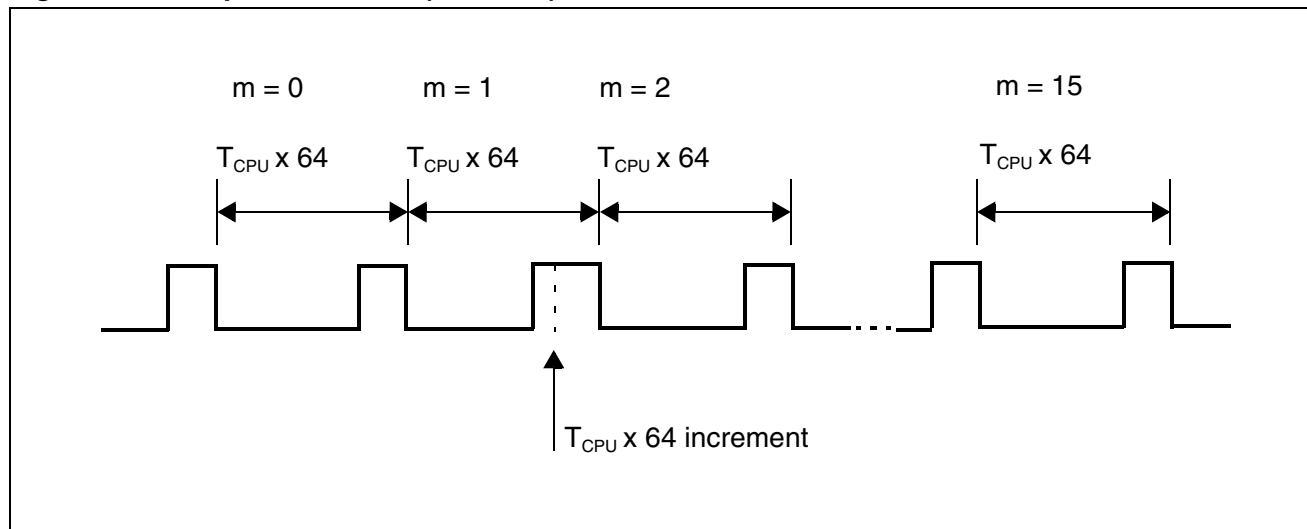 m = 0 m = 1 m = 2 m = 15
T_CPU x 64 T_CPU x 64 T_CPU x 64 T_CPU x 64
T_CPU x 64 increment